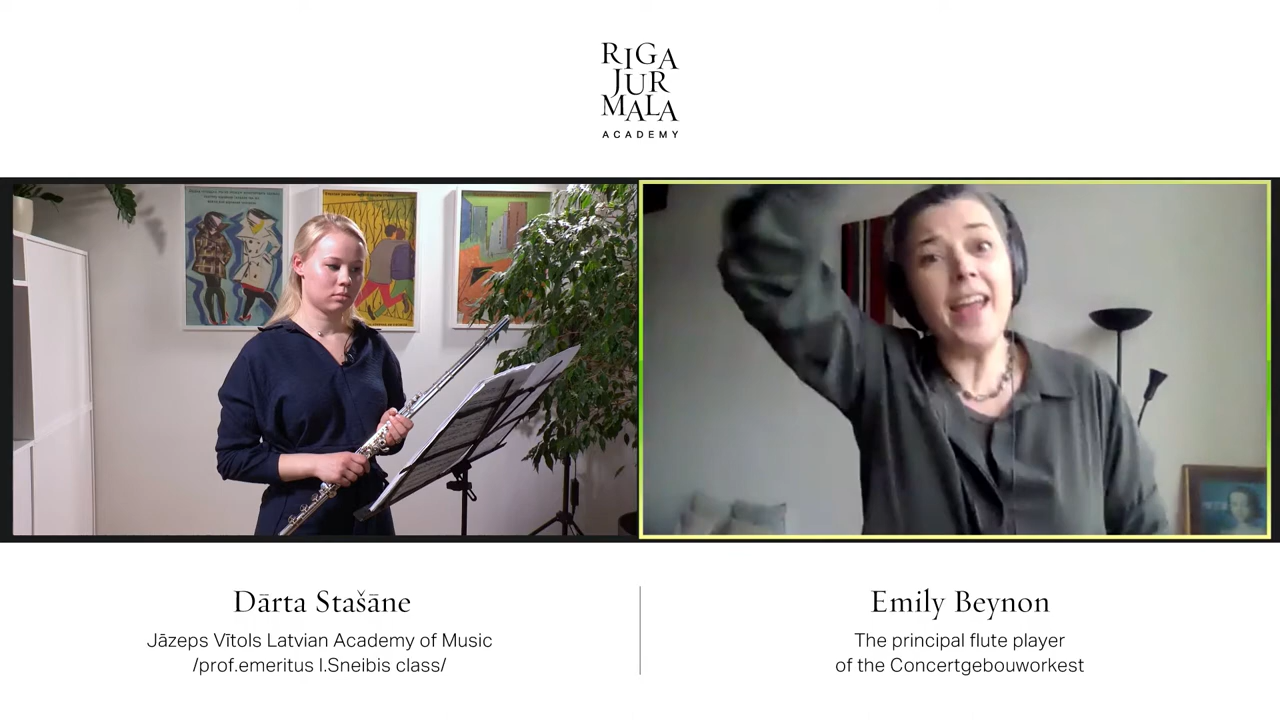 RIGA
JUR
MALA
ACADEMY
Dārta Stašāne
Jāzeps Vītols Latvian Academy of Music
/prof.emeritus I.Sneibis class/
Emily Beynon
The principal flute player
of the Concertgebouworkest